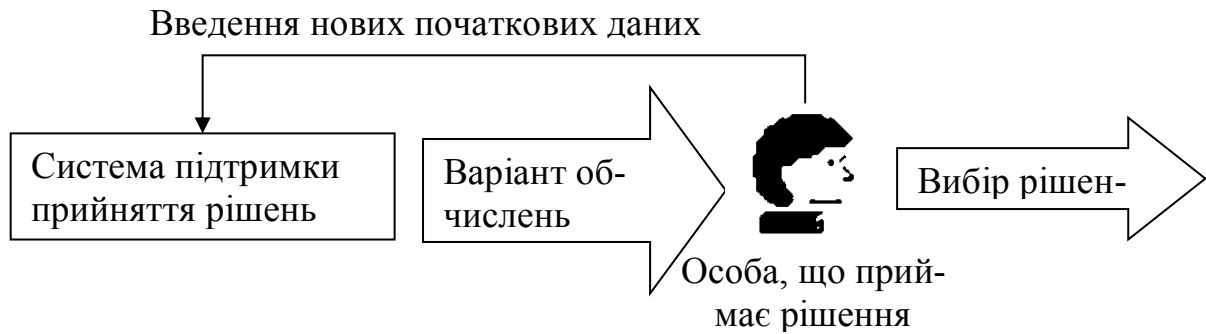 Введення нових початкових даних
Система підтримки
прийняття рішень
Варіант об-
числень
Вибір рішен-
Особа, що прий-
має рішення